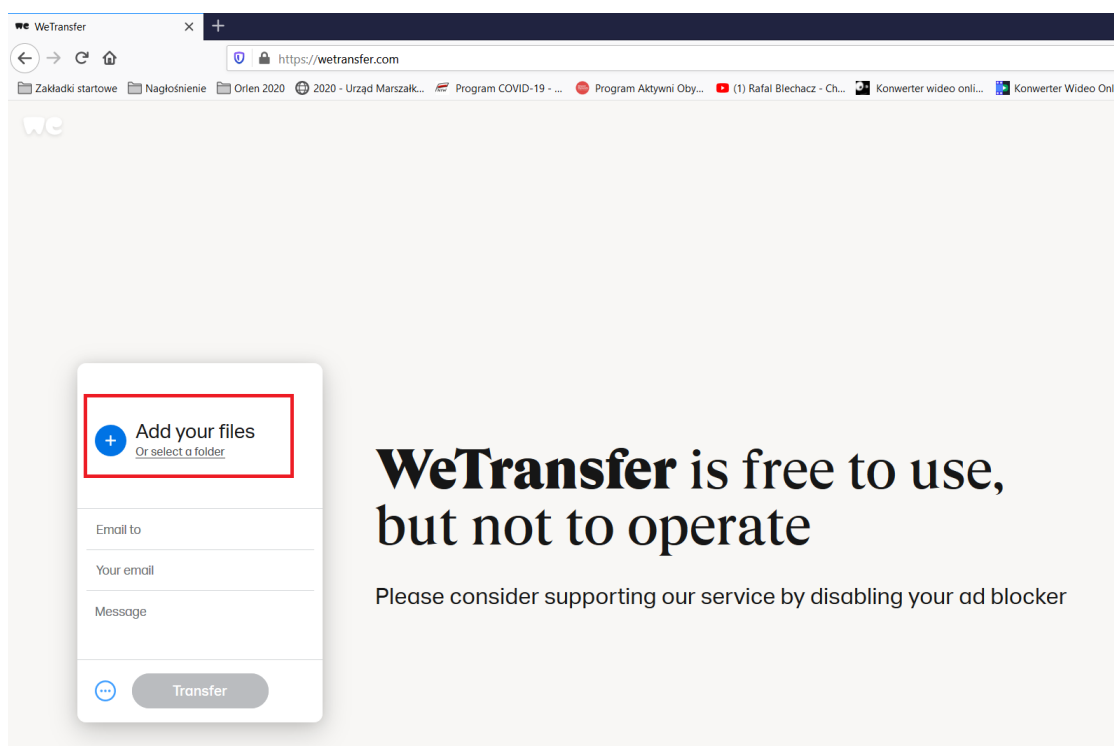 we WeTransfer
https://wetransfer.com
Zakładki startowe Nagłośnienie Orlen 2020 2020 - Urząd Marszałk... Program COVID-19 - ... Program Aktywni Oby... (1) Rafal Blechacz - Ch... Konwerter wideo onli... Konwerter Wideo Onl
we
Add your files
Or select a folder
WeTransfer is free to use,
but not to operate
Email to
Your email
Please consider supporting our service by disabling your ad blocker
Message
Transfer